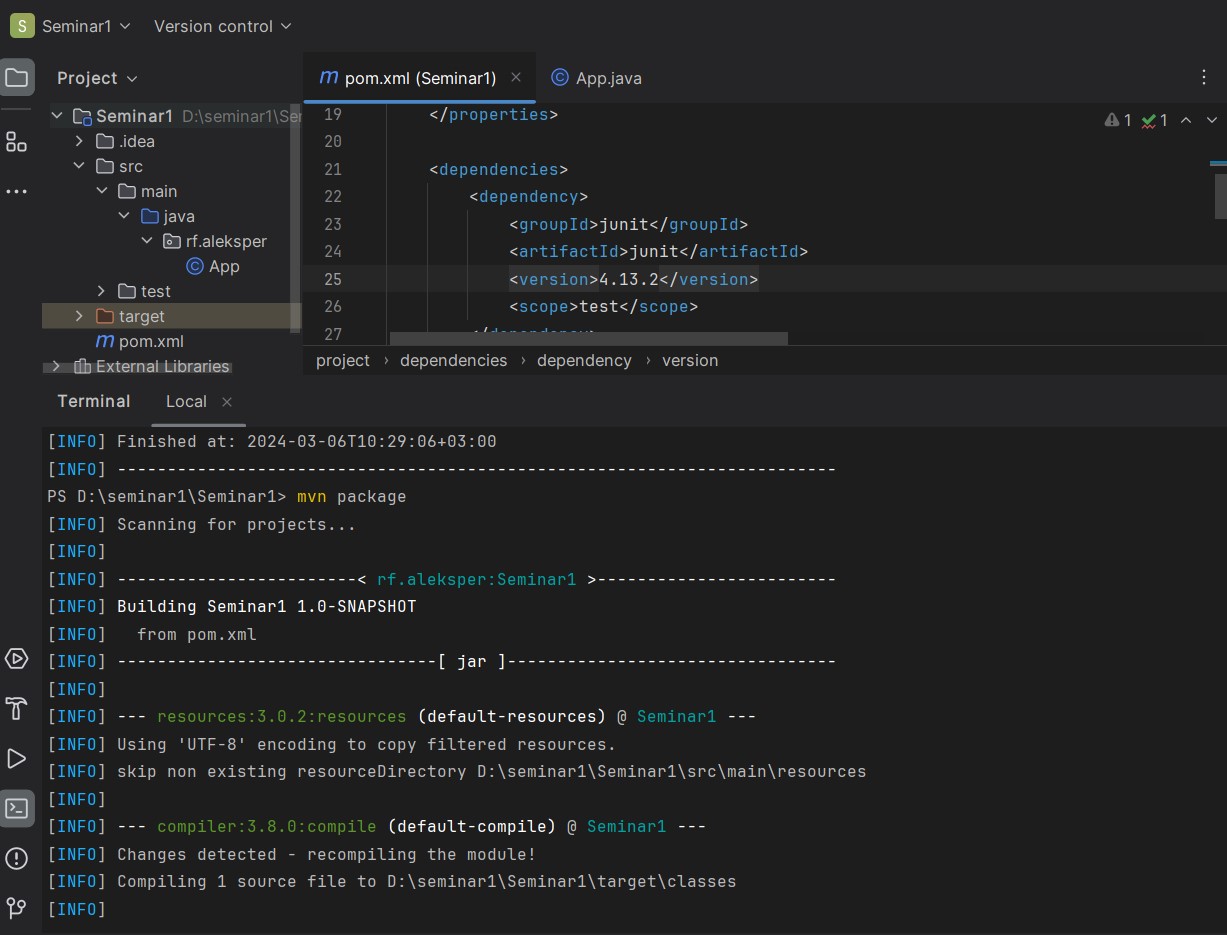 S Seminar1 Version control
Project
pom.xml (Seminar1)
App.java
Seminar1 D:\seminar1\Se
.idea
src
main
java
rf.aleksper
App
test
target
pom.xml
External Libraries
19 </properties>
20
21 <dependencies>
22 <dependency>
23 <groupId>junit</groupId>
24 <artifactId>junit</artifactId>
25 <version>4.13.2</version>
26 <scope>test</scope>
27 </dependency>
1 1
project › dependencies › dependency › version
Terminal Local
[INFO] Finished at: 2024-03-06T10:29:06+03:00
[INFO] ------------------------------------------------------------------------
PS D:\seminar1\Seminar1> mvn package
[INFO] Scanning for projects...
[INFO]
[INFO] ------------------------< rf.aleksper:Seminar1 >------------------------
[INFO] Building Seminar1 1.0-SNAPSHOT
[INFO]   from pom.xml
[INFO] --------------------------------[ jar ]---------------------------------
[INFO]
[INFO] --- resources:3.0.2:resources (default-resources) @ Seminar1 ---
[INFO] Using 'UTF-8' encoding to copy filtered resources.
[INFO] skip non existing resourceDirectory D:\seminar1\Seminar1\src\main\resources
[INFO]
[INFO] --- compiler:3.8.0:compile (default-compile) @ Seminar1 ---
[INFO] Changes detected - recompiling the module!
[INFO] Compiling 1 source file to D:\seminar1\Seminar1\target\classes
[INFO]